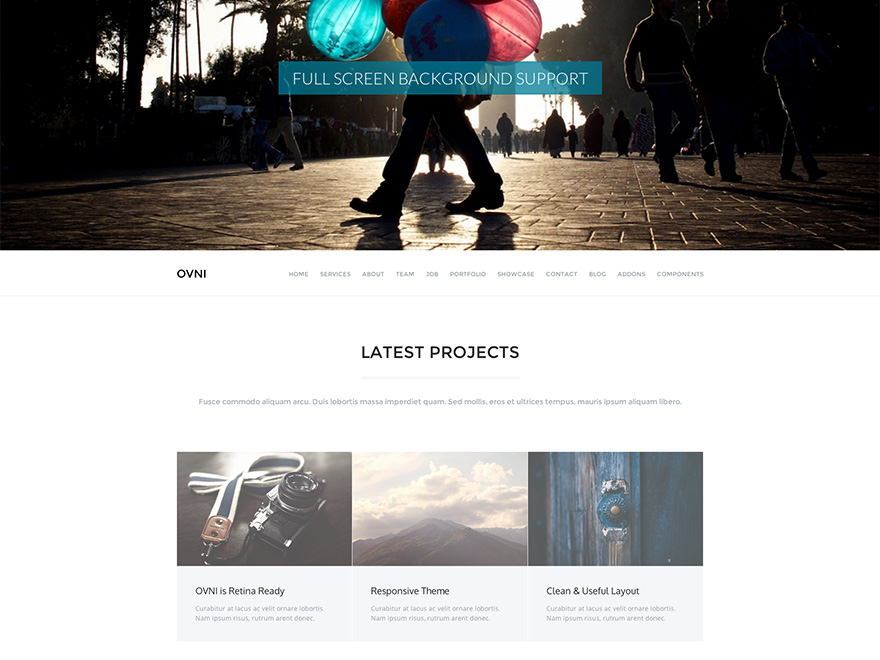 FULL SCREEN BACKGROUND SUPPORT
OVNI HOME SERVICES ABOUT TEAM JOB PORTFOLIO SHOWCASE CONTACT BLOG ADDONS COMPONENTS
LATEST PROJECTS
Fusce commodo aliquam arcu. Duis lobortis massa imperdiet quam. Sed mollis, eros et ultrices tempus, mauris ipsum aliquam libero.
OVNI is Retina Ready
Curabitur at lacus ac velit ornare lobortis.
Nam ipsum risus, rutrum arent donec.
Responsive Theme
Curabitur at lacus ac velit ornare lobortis.
Nam ipsum risus, rutrum arent donec.
Clean & Useful Layout
Curabitur at lacus ac velit ornare lobortis.
Nam ipsum risus, rutrum arent donec.